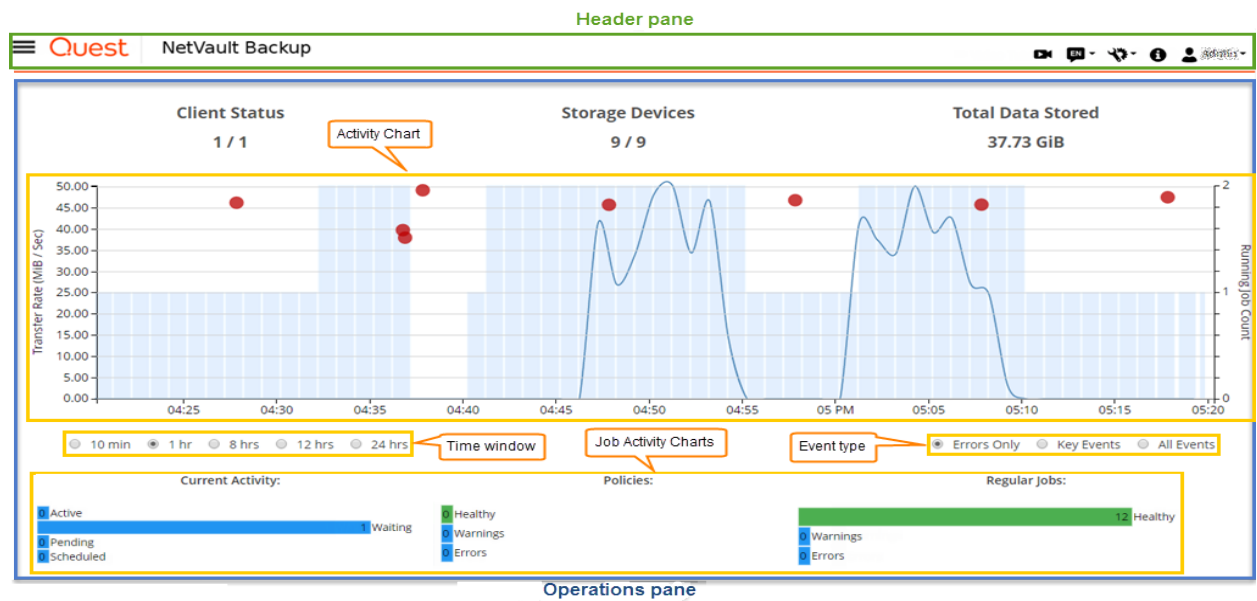 Header pane
Quest NetVault Backup
EN admin
Client Status Storage Devices Total Data Stored
1 / 1 9 / 9 37.73 GiB
Activity Chart
50.00 2
45.00
40.00
35.00
30.00
25.00 1
20.00
15.00
10.00
5.00
0.00 0
Transfer Rate (MiB / Sec)
Running Job Count
04:25 04:30 04:35 04:40 04:45 04:50 04:55 05 PM 05:05 05:10 05:15 05:20
10 min 1 hr 8 hrs 12 hrs 24 hrs Time window Job Activity Charts Event type Errors Only Key Events All Events
Current Activity: Policies: Regular Jobs:
0 Active
1 Waiting
0 Pending
0 Scheduled
0 Healthy
0 Warnings
0 Errors
12 Healthy
0 Warnings
0 Errors
Operations pane